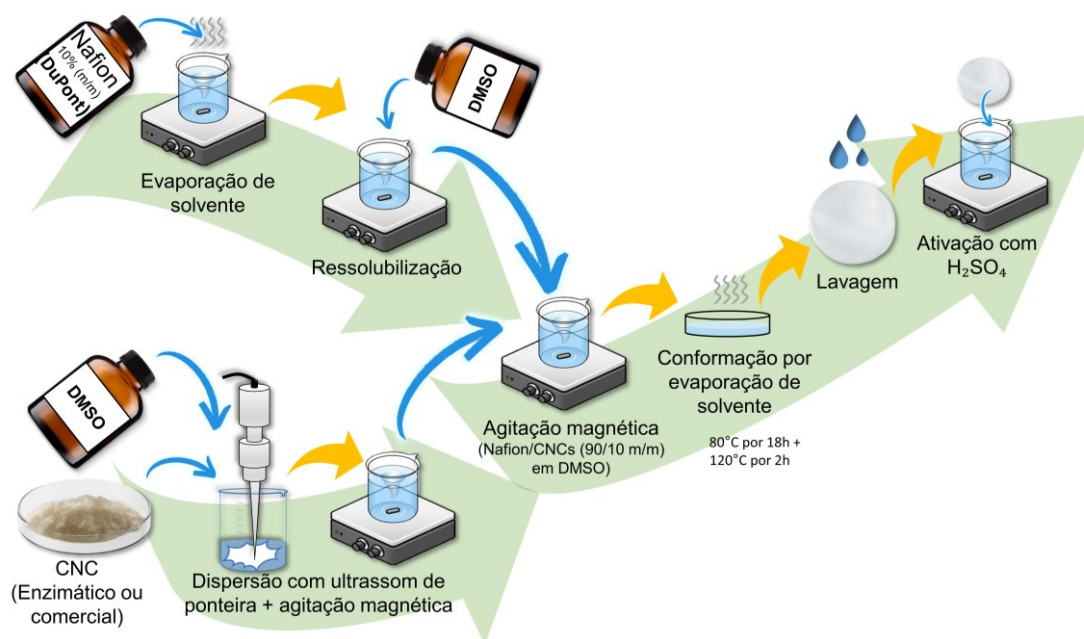 Nafion
10% (m/m)
(DuPont)
DMSO
Evaporação de
solvente
Ressolubilização
DMSO
CNC
(Enzimático ou
comercial)
Dispersão com ultrassom de
ponteira + agitação magnética
Agitação magnética
(Nafion/CNCs (90/10 m/m)
em DMSO)
Conformação por
evaporação de
solvente
80°C por 18h +
120°C por 2h
Lavagem
Ativação com
H₂SO₄